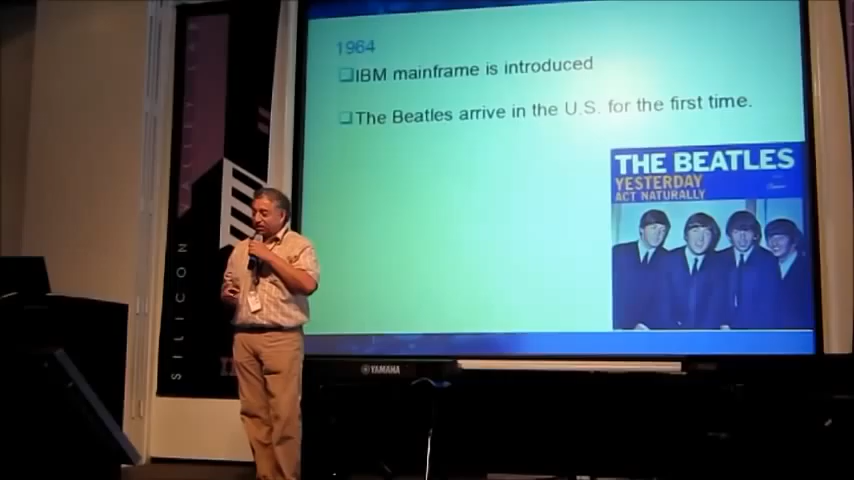 1964
IBM mainframe is introduced
The Beatles arrive in the U.S. for the first time.
THE BEATLES
YESTERDAY
ACT NATURALLY
SILICON
YAMAHA